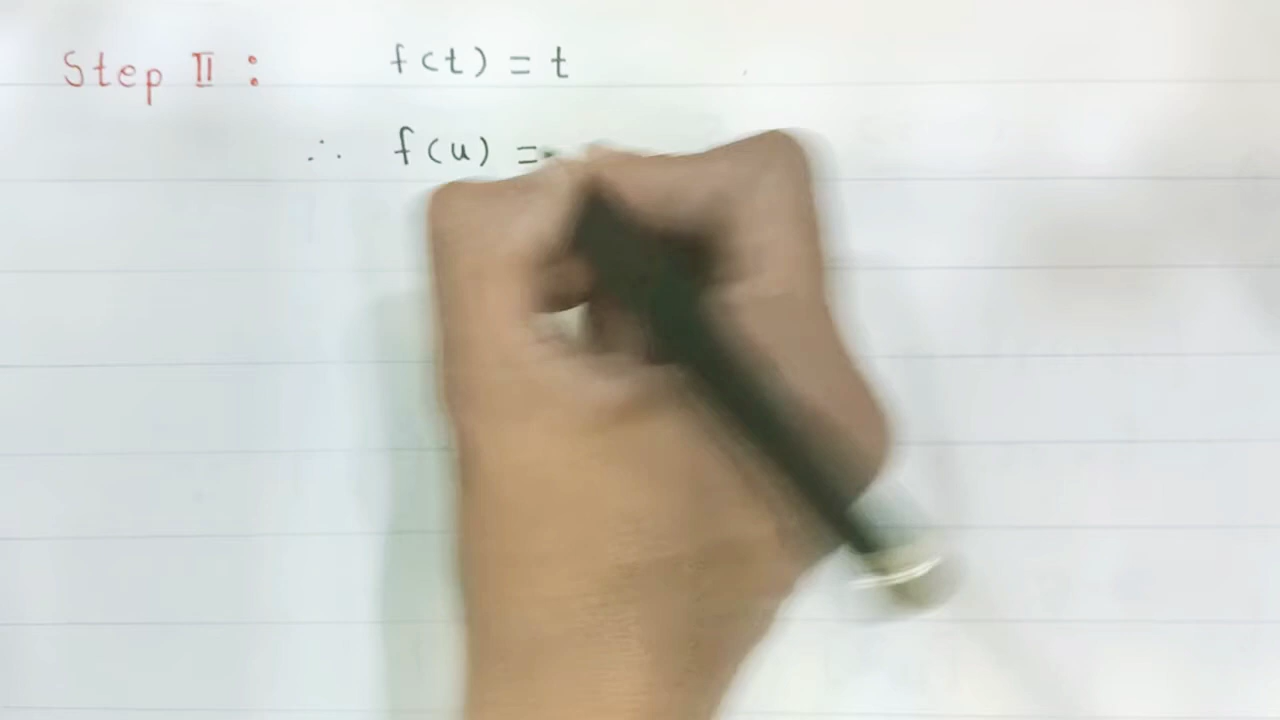 Step II : f(t) = t
∴ f(u) =